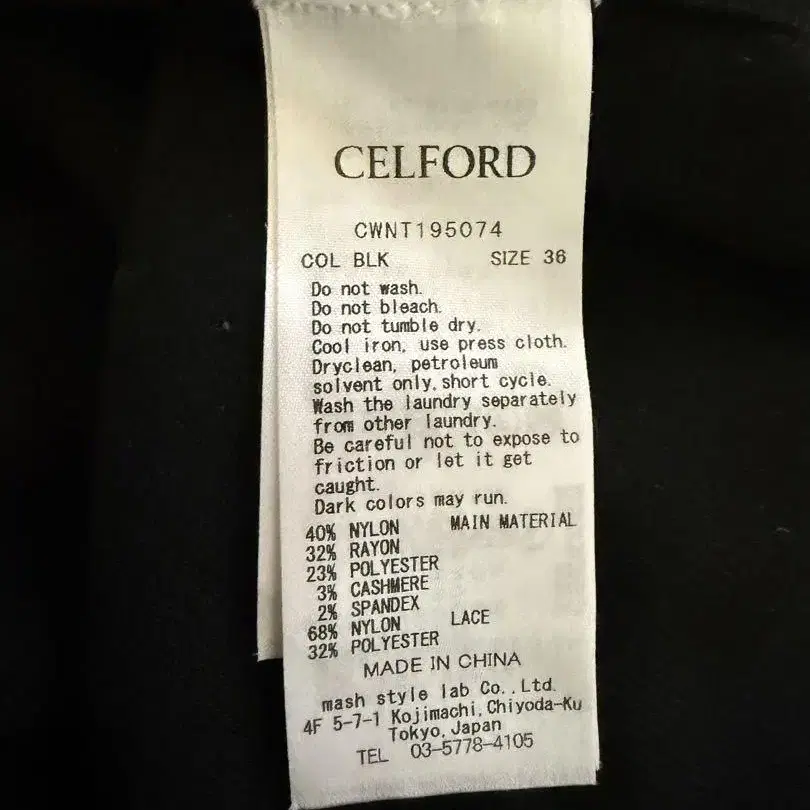 CELFORD
CWNT195074
COL BLK SIZE 36
Do not wash.
Do not bleach.
Do not tumble dry.
Cool iron, use press cloth.
Dryclean, petroleum
solvent only, short cycle.
Wash the laundry separately
from other laundry.
Be careful not to expose to
friction or let it get
caught.
Dark colors may run.
40% NYLON MAIN MATERIAL
32% RAYON
23% POLYESTER
3% CASHMERE
2% SPANDEX
68% NYLON LACE
32% POLYESTER
MADE IN CHINA
mash style lab Co.,Ltd.
4F 5-7-1 Kojimachi, Chiyoda-Ku
Tokyo, Japan
TEL 03-5778-4105